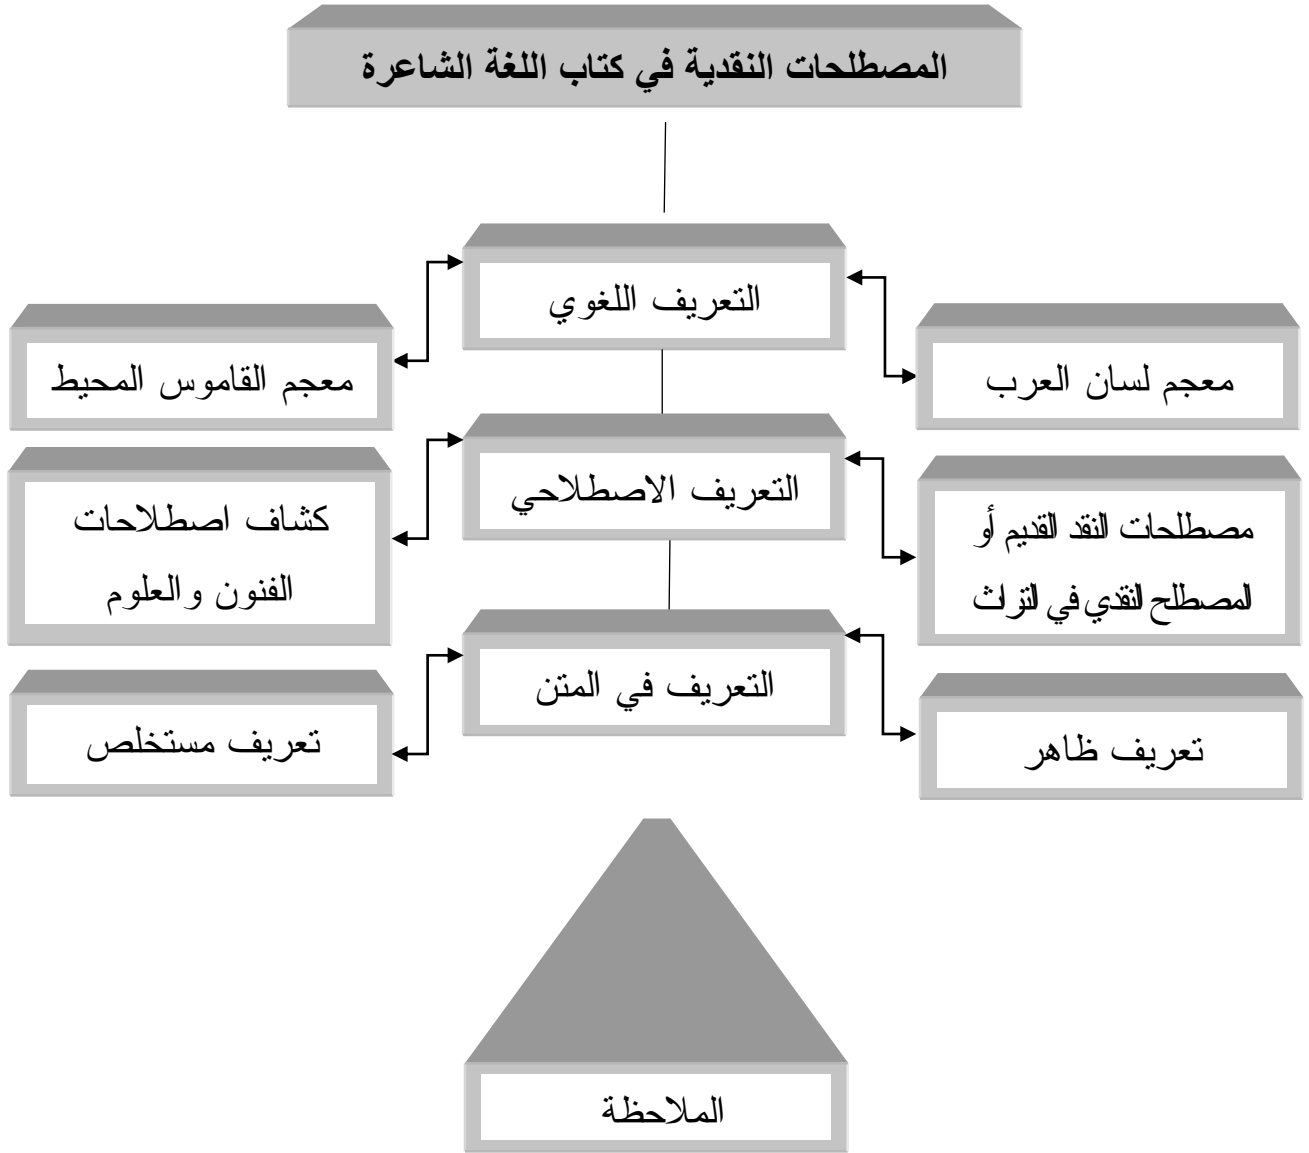 المصطلحات النقدية في كتاب اللغة الشاعرة
التعريف اللغوي
معجم لسان العرب
معجم القاموس المحيط
التعريف الاصطلاحي
مصطلحات النقد القديم أو
المصطلح النقدي في التراث
كشاف اصطلاحات
الفنون والعلوم
التعريف في المتن
تعريف ظاهر
تعريف مستخلص
الملاحظة